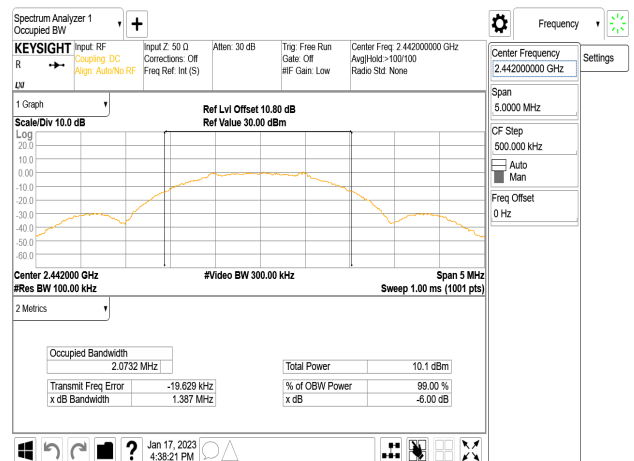 Spectrum Analyzer 1
Occupied BW
Frequency
KEYSIGHT
R
LXI
Input: RF
Coupling: DC
Align: Auto/No RF
Input Z: 50 Ω
Corrections: Off
Freq Ref: Int (S)
Atten: 30 dB
Trig: Free Run
Gate: Off
#IF Gain: Low
Center Freq: 2.442000000 GHz
Avg|Hold:>100/100
Radio Std: None
Center Frequency
2.442000000 GHz
Settings
Span
5.0000 MHz
CF Step
500.000 kHz
Auto
Man
Freq Offset
0 Hz
1 Graph
Scale/Div 10.0 dB
Ref Lvl Offset 10.80 dB
Ref Value 30.00 dBm
Log
20.0
10.0
0.00
-10.0
-20.0
-30.0
-40.0
-50.0
-60.0
Center 2.44200 GHz
#Res BW 100.00 kHz
#Video BW 300.00 kHz
Span 5 MHz
Sweep 1.00 ms (1001 pts)
2 Metrics
Occupied Bandwidth
2.0732 MHz
Transmit Freq Error -19.629 kHz
x dB Bandwidth 1.387 MHz
Total Power 10.1 dBm
% of OBW Power 99.00 %
x dB -6.00 dB
?
Jan 17, 2023
4:38:21 PM